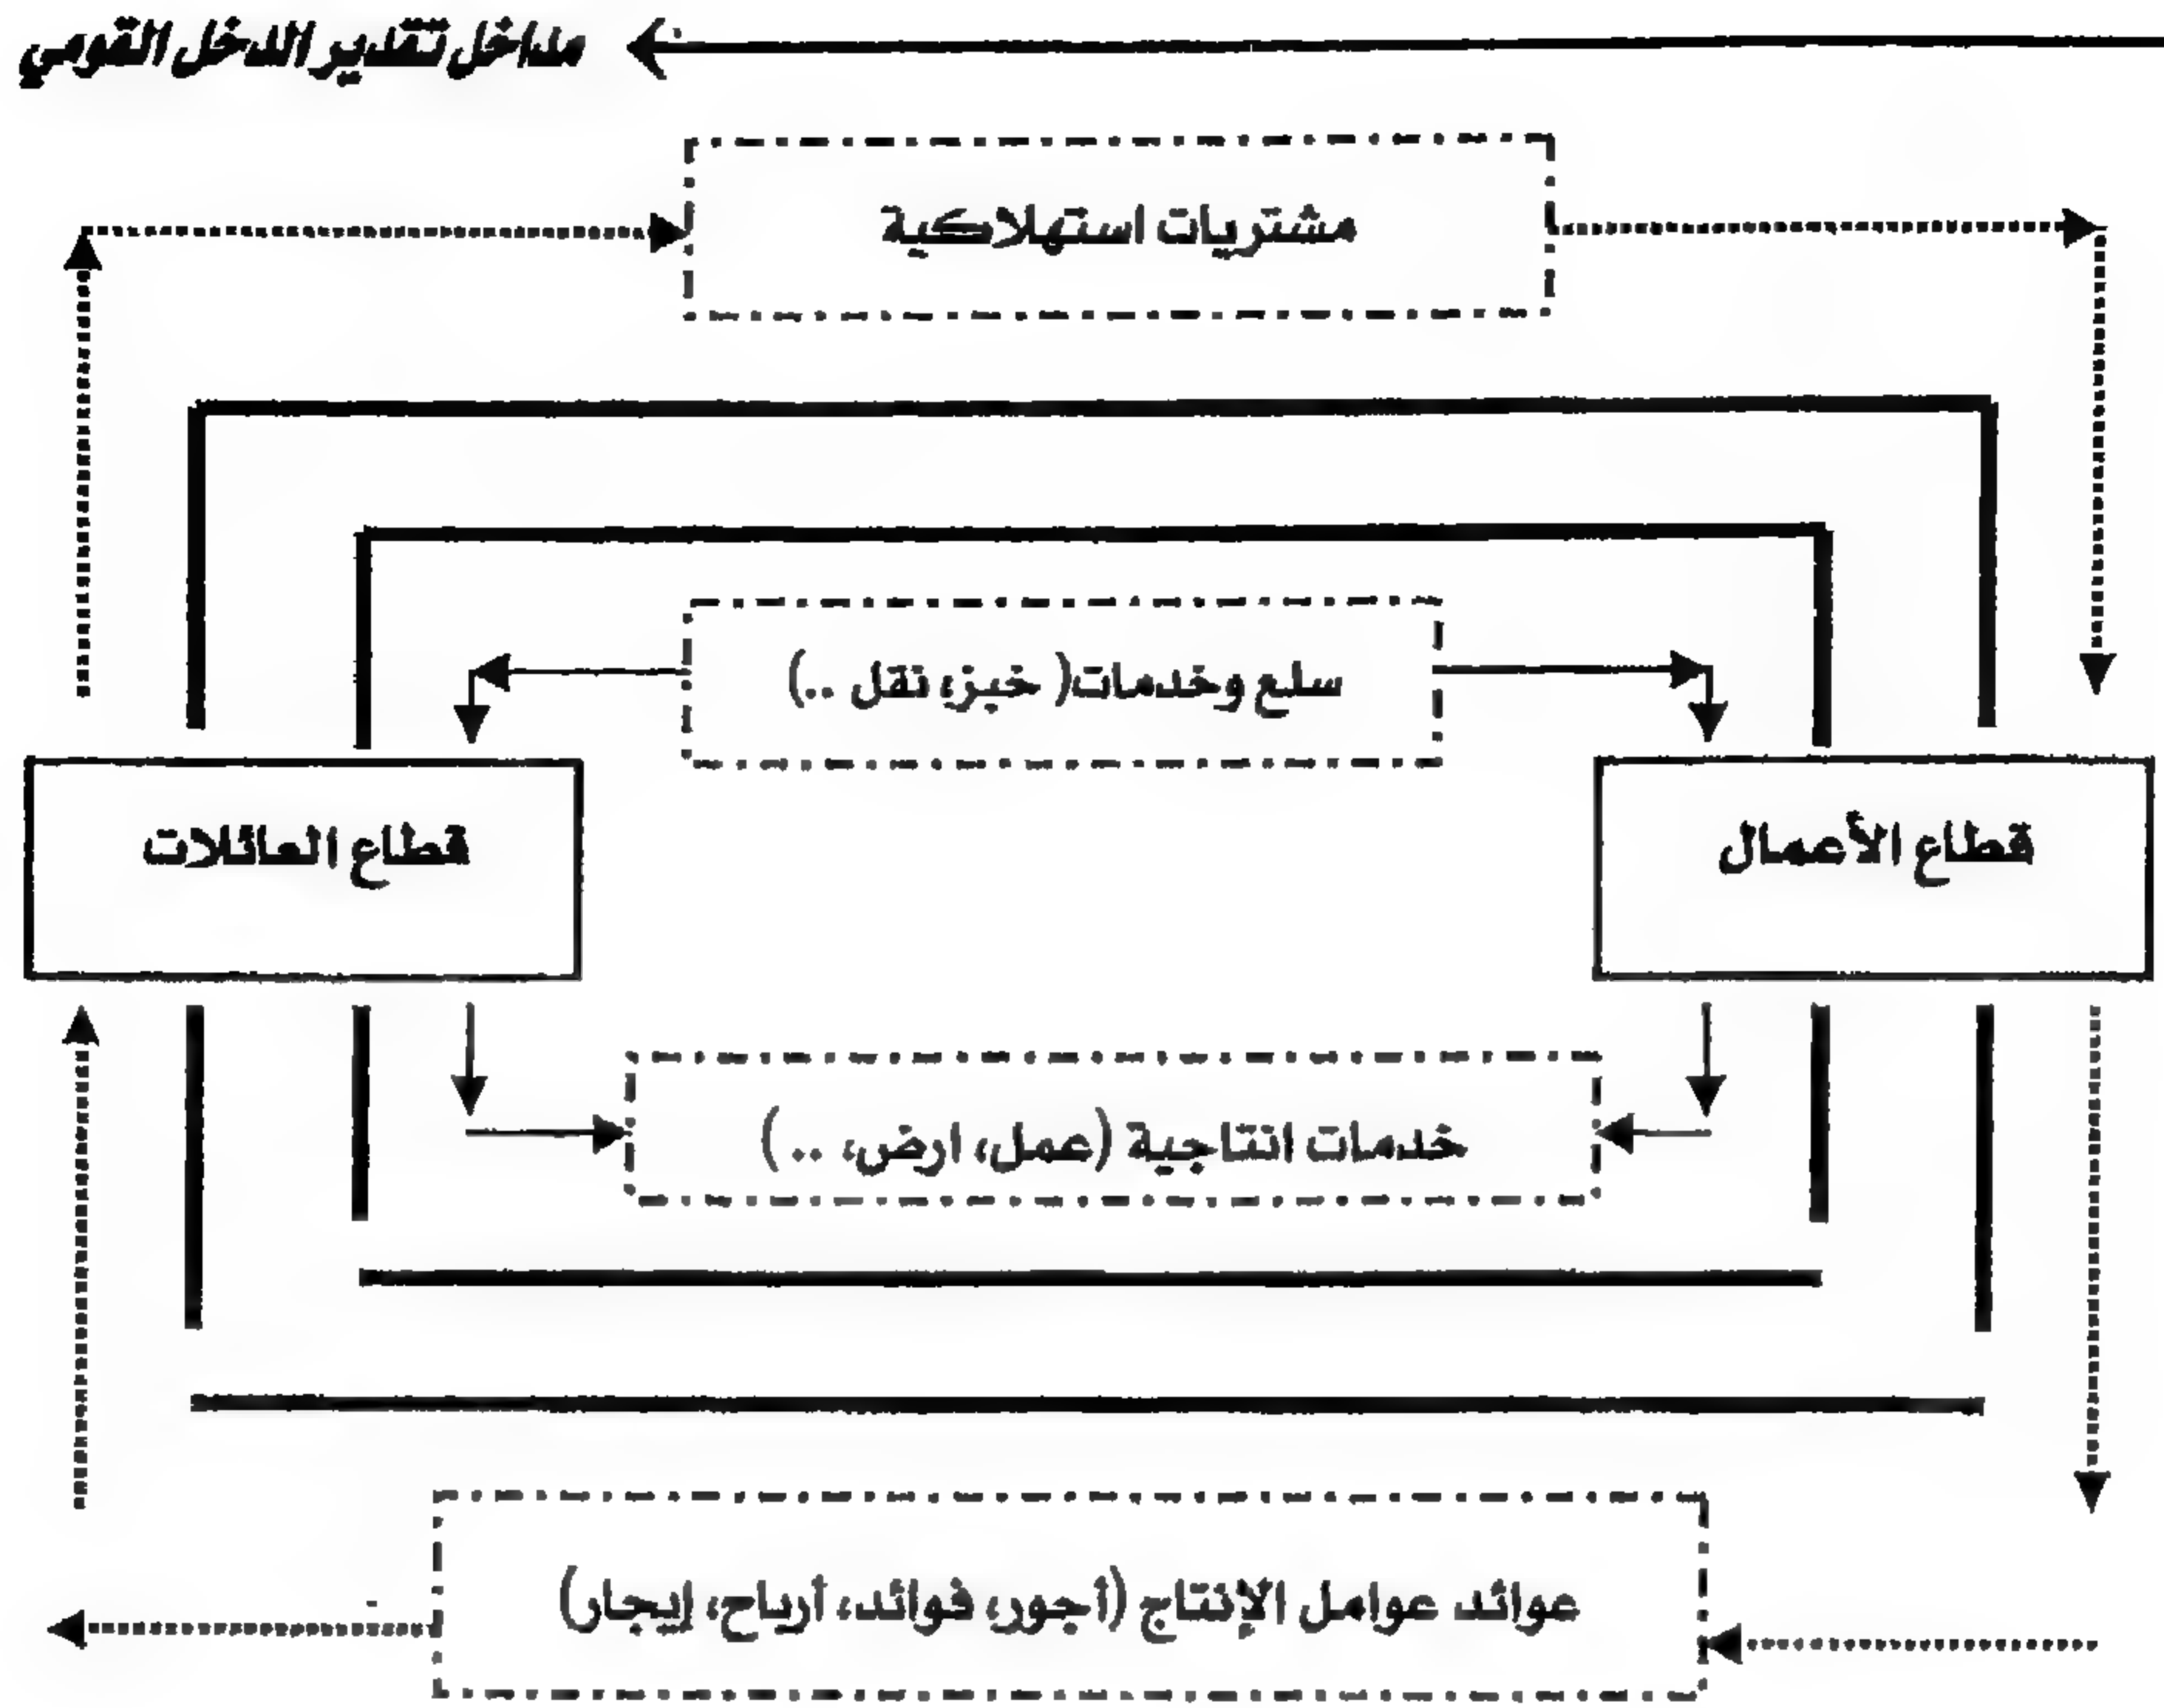 مداخل تقدير الدخل القومي
مشتريات استهلاكية
سلع وخدمات( خبز، نقل ..)
قطاع الأعمال
قطاع العائلات
خدمات انتاجية (عمل، ارض، .. )
عوائد عوامل الإنتاج (أجور، فوائد، أرباح، إيجار)